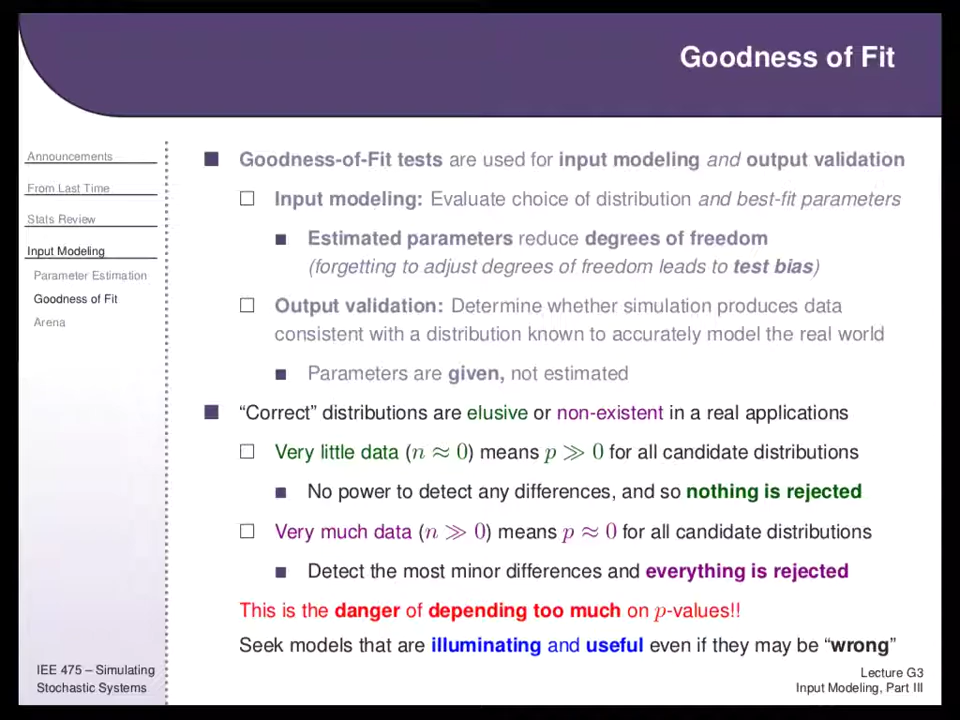 Goodness of Fit
Announcements
From Last Time
Stats Review
Input Modeling
Parameter Estimation
Goodness of Fit
Arena
■ Goodness-of-Fit tests are used for input modeling and output validation
□ Input modeling: Evaluate choice of distribution and best-fit parameters
■ Estimated parameters reduce degrees of freedom
(forgetting to adjust degrees of freedom leads to test bias)
□ Output validation: Determine whether simulation produces data
consistent with a distribution known to accurately model the real world
■ Parameters are given, not estimated
■ “Correct” distributions are elusive or non-existent in a real applications
□ Very little data (n ≈ 0) means p ≫ 0 for all candidate distributions
■ No power to detect any differences, and so nothing is rejected
□ Very much data (n ≫ 0) means p ≈ 0 for all candidate distributions
■ Detect the most minor differences and everything is rejected
This is the danger of depending too much on p-values!!
Seek models that are illuminating and useful even if they may be “wrong”
IEE 475 – Simulating
Stochastic Systems
Lecture G3
Input Modeling, Part III